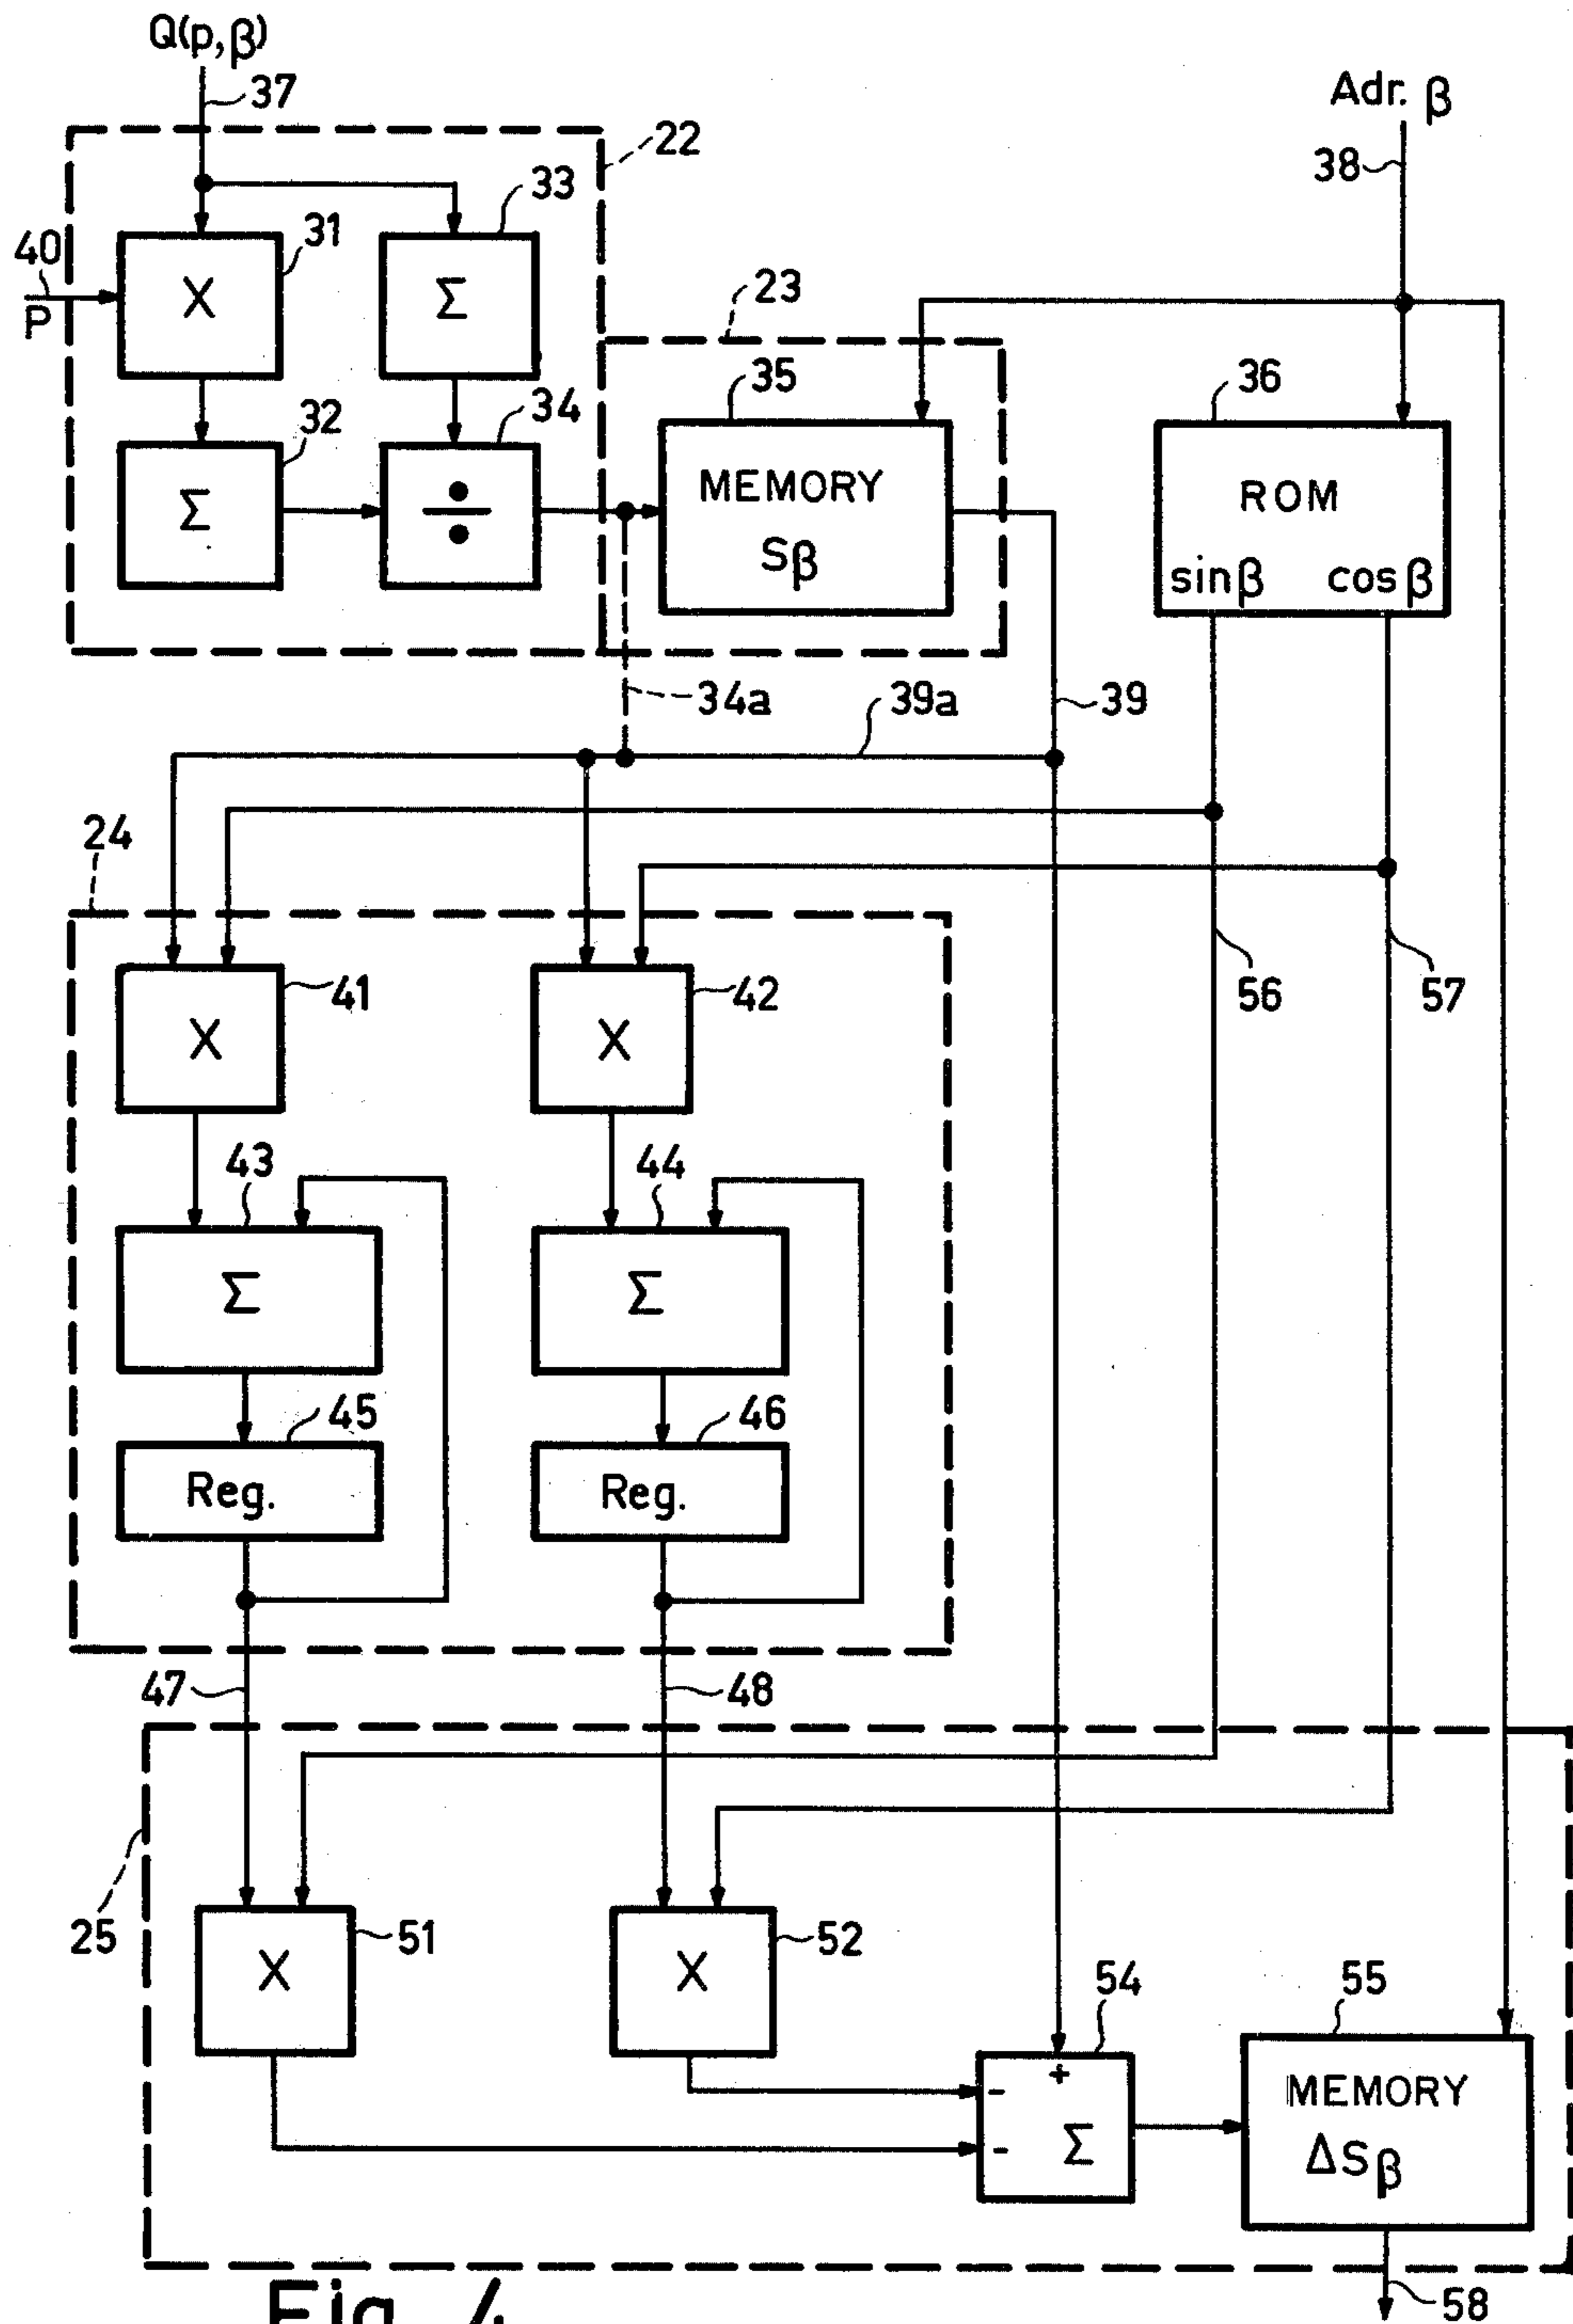 Q(p,β)
37
Adr. β
22
38
33
31
40
X
Σ
P
23
35
36
32
34
MEMORY
Sβ
ROM
sinβ cosβ
Σ
÷
34a
39a
39
24
41
42
56
57
X
X
43
44
Σ
Σ
45
46
Reg.
Reg.
47
48
25
51
52
X
X
54
55
+
-
-
Σ
MEMORY
ΔSβ
58
Fig. 4